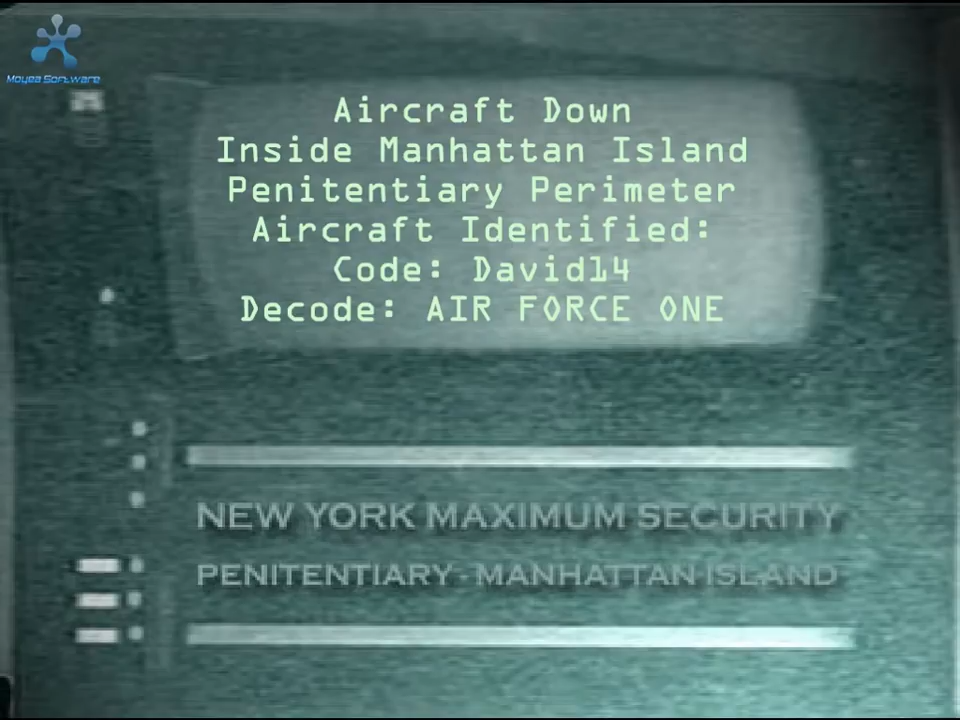 Moyea Software
Aircraft Down
Inside Manhattan Island
Penitentiary Perimeter
Aircraft Identified:
Code: David14
Decode: AIR FORCE ONE
NEW YORK MAXIMUM SECURITY
PENITENTIARY - MANHATTAN ISLAND